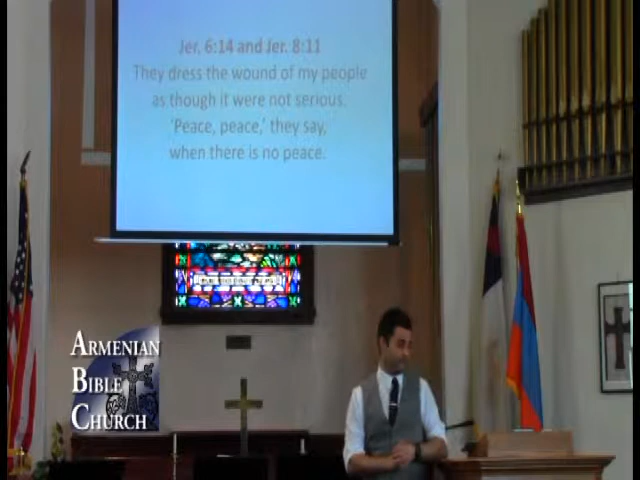 Jer, 6:14 and Jer. 8:11
They dress the wound of my people
as though it were not serious.
'Peace, peace,' they say,
when there is no peace.
ARMENIAN
BIBLE
CHURCH